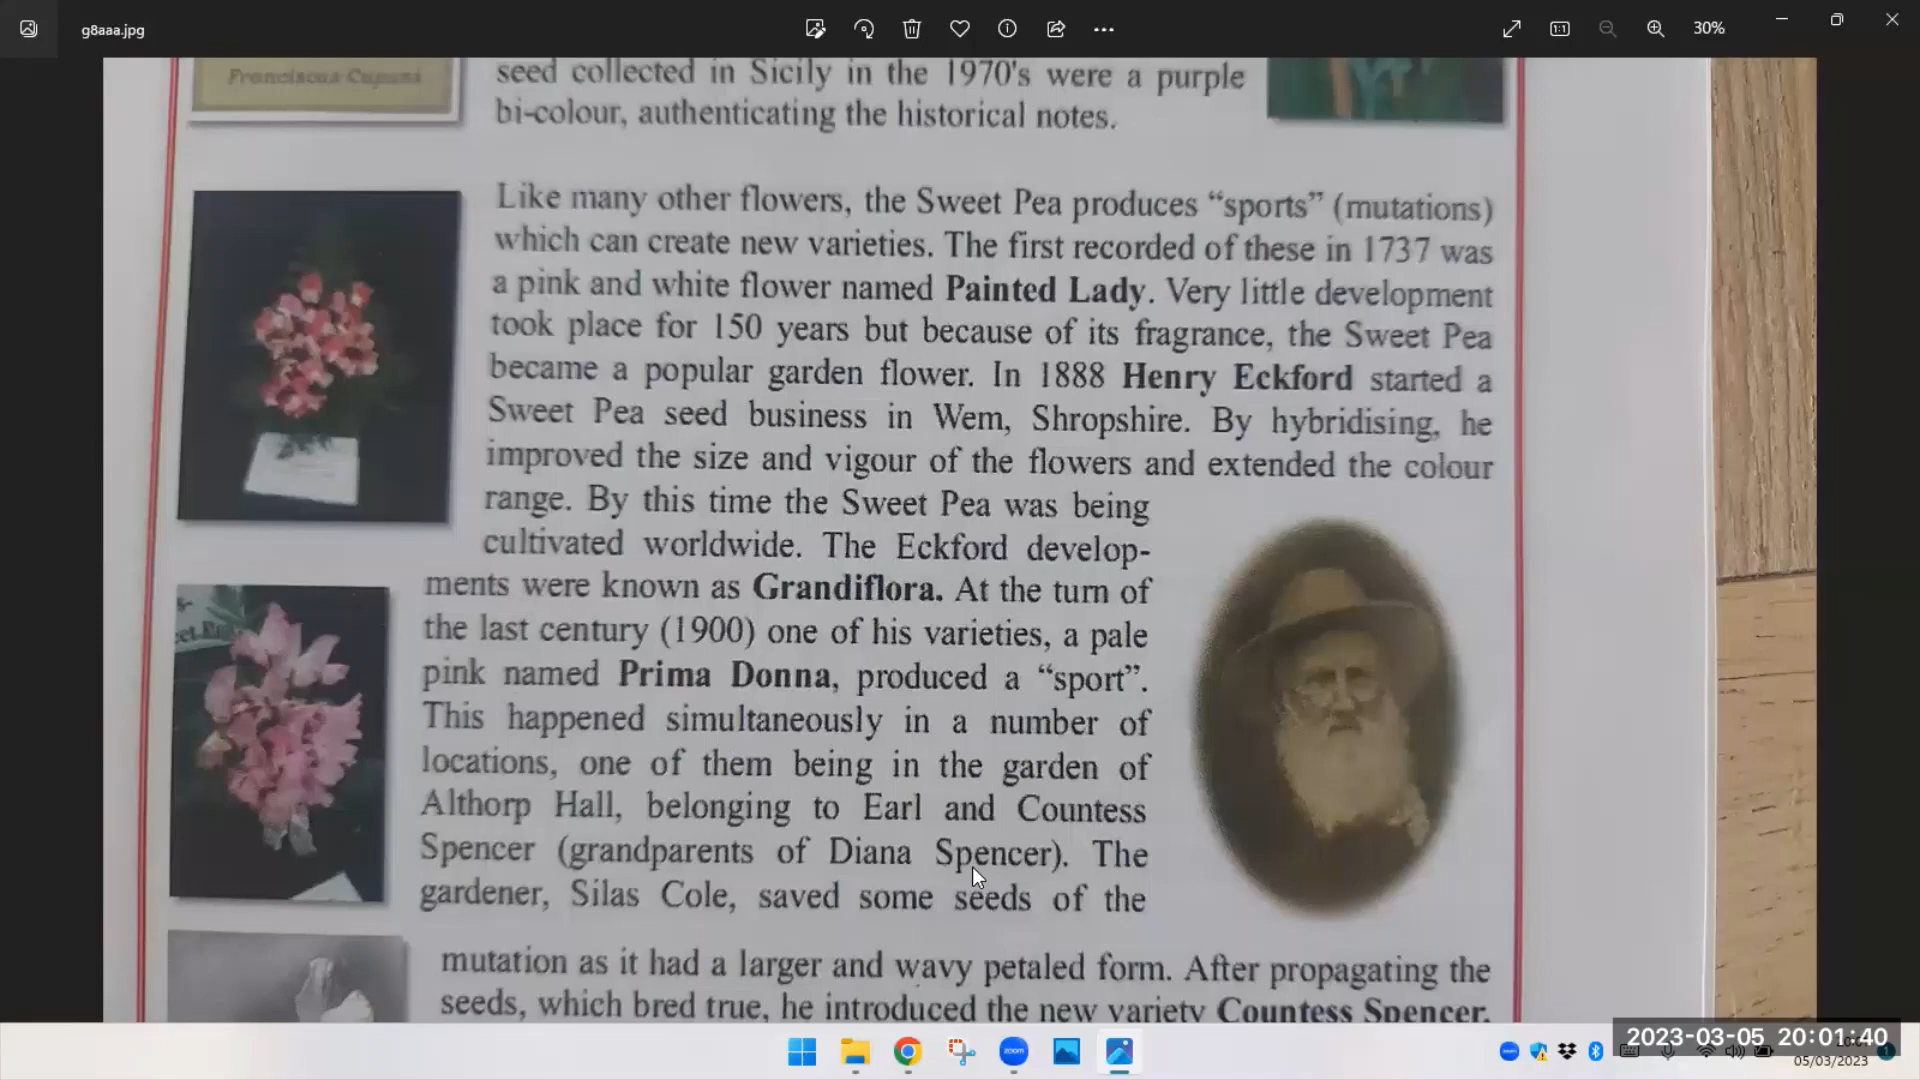 g8aaa.jpg
1:1
30%
Franciscus Cupani
seed collected in Sicily in the 1970's were a purple
bi-colour, authenticating the historical notes.
Like many other flowers, the Sweet Pea produces “sports” (mutations)
which can create new varieties. The first recorded of these in 1737 was
a pink and white flower named Painted Lady. Very little development
took place for 150 years but because of its fragrance, the Sweet Pea
became a popular garden flower. In 1888 Henry Eckford started a
Sweet Pea seed business in Wem, Shropshire. By hybridising, he
improved the size and vigour of the flowers and extended the colour
range. By this time the Sweet Pea was being
cultivated worldwide. The Eckford develop-
ments were known as Grandiflora. At the turn of
the last century (1900) one of his varieties, a pale
pink named Prima Donna, produced a “sport”.
This happened simultaneously in a number of
locations, one of them being in the garden of
Althorp Hall, belonging to Earl and Countess
Spencer (grandparents of Diana Spencer). The
gardener, Silas Cole, saved some seeds of the
mutation as it had a larger and wavy petaled form. After propagating the
seeds, which bred true, he introduced the new variety Countess Spencer.
zoom
2023-03-05 20:01:40
05/03/2023